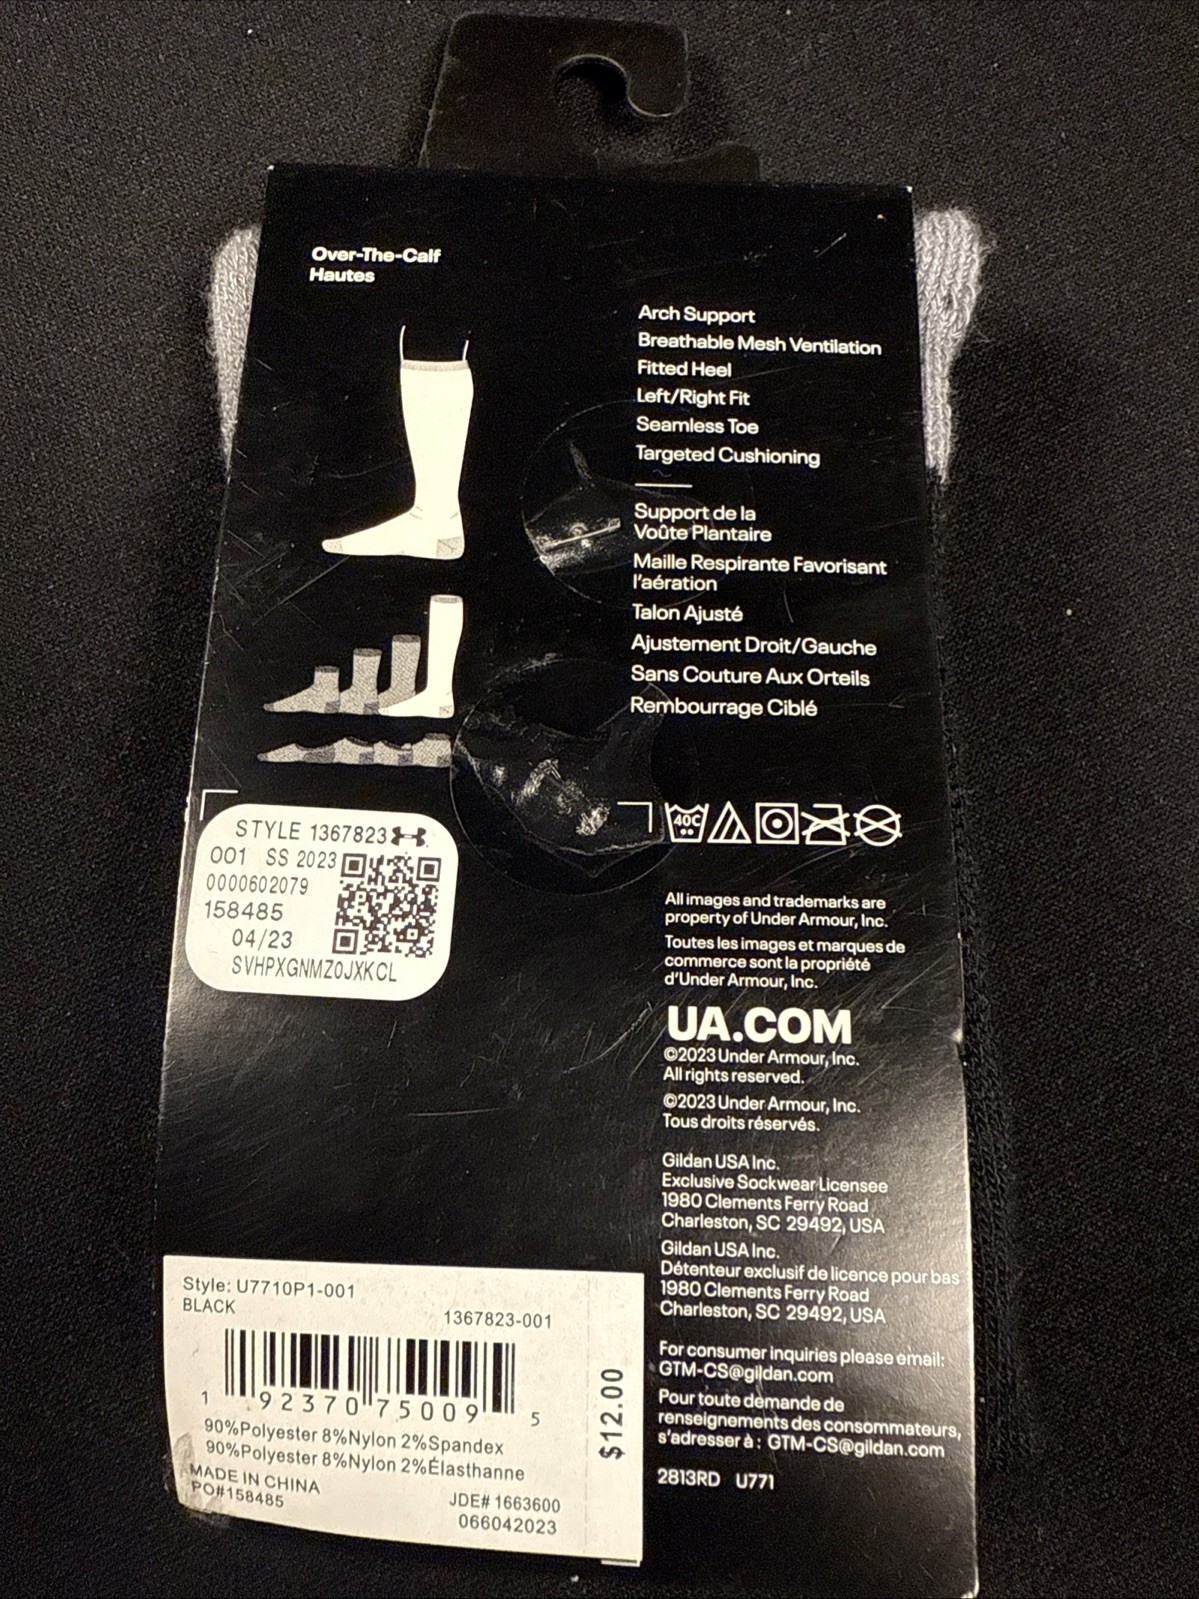 Over-The-Calf
Hautes
Arch Support
Breathable Mesh Ventilation
Fitted Heel
Left/Right Fit
Seamless Toe
Targeted Cushioning
Support de la
Voûte Plantaire
Maille Respirante Favorisant
l'aération
Talon Ajusté
Ajustement Droit/Gauche
Sans Couture Aux Orteils
Rembourrage Ciblé
40C
STYLE 1367823
001 SS 2023
0000602079
158485
04/23
SVHPXGNMZ0JXKCL
All images and trademarks are
property of Under Armour, Inc.
Toutes les images et marques de
commerce sont la propriété
d'Under Armour, Inc.
UA.COM
©2023 Under Armour, Inc.
All rights reserved.
©2023 Under Armour, Inc.
Tous droits réservés.
Gildan USA Inc.
Exclusive Sockwear Licensee
1980 Clements Ferry Road
Charleston, SC 29492, USA
Gildan USA Inc.
Détenteur exclusif de licence pour bas
1980 Clements Ferry Road
Charleston, SC 29492, USA
For consumer inquiries please email:
GTM-CS@gildan.com
Pour toute demande de
renseignements des consommateurs,
s'adresser à : GTM-CS@gildan.com
2813RD U771
Style: U7710P1-001
BLACK
1367823-001
1 92370 75009 5
$12.00
90%Polyester 8%Nylon 2%Spandex
90%Polyester 8%Nylon 2%Élasthanne
MADE IN CHINA
PO#158485
JDE# 1663600
066042023